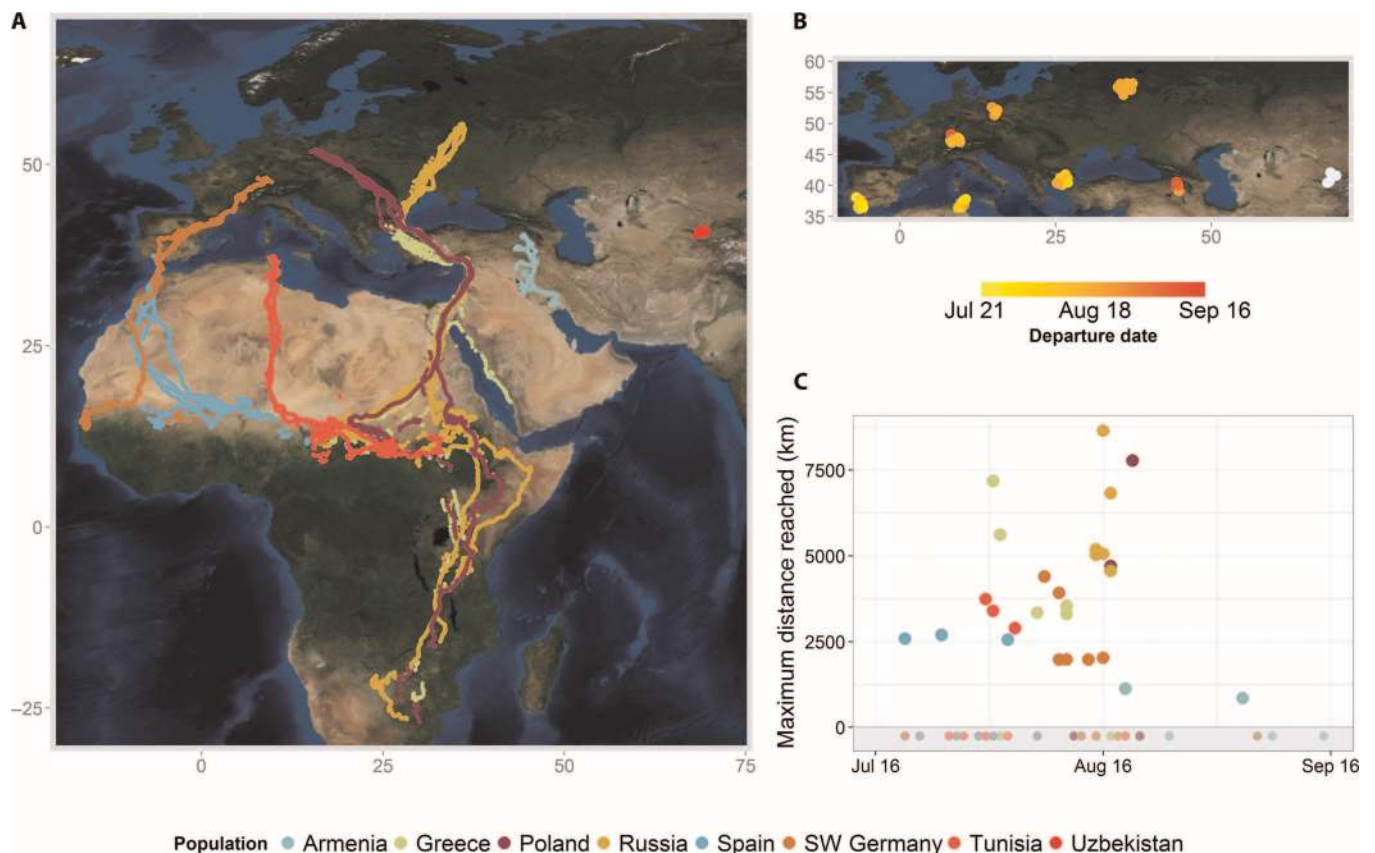 A
50
25
0
−25
0
25
50
75
B
60
55
50
45
40
35
0
25
50
Jul 21
Aug 18
Sep 16
Departure date
C
Maximum distance reached (km)
7500
5000
2500
0
Jul 16
Aug 16
Sep 16
Population Armenia Greece Poland Russia Spain SW Germany Tunisia Uzbekistan